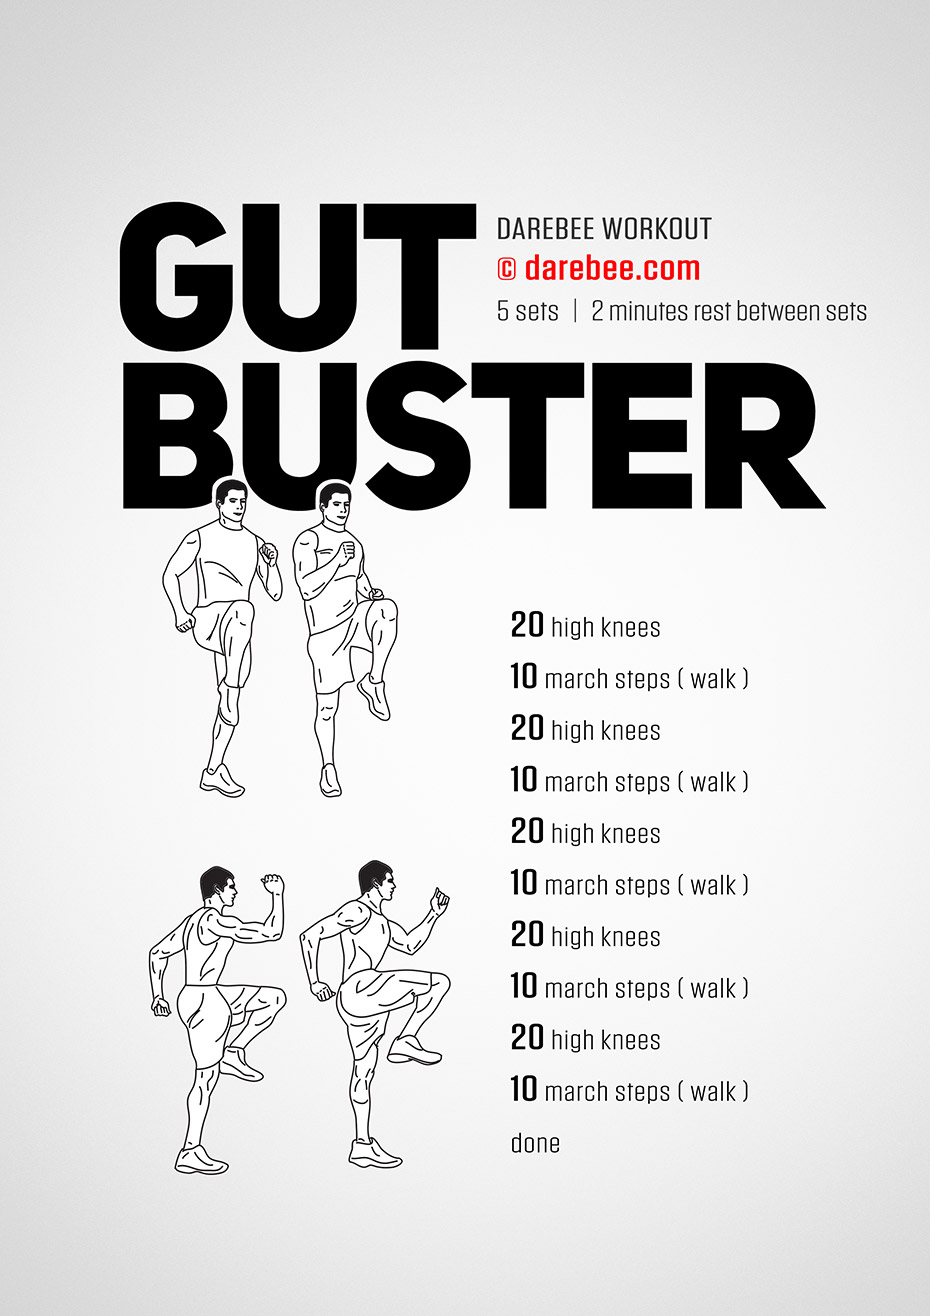 GUT
BUSTER
DAREBEE WORKOUT
© darebee.com
5 sets | 2 minutes rest between sets
20 high knees
10 march steps ( walk )
20 high knees
10 march steps ( walk )
20 high knees
10 march steps ( walk )
20 high knees
10 march steps ( walk )
20 high knees
10 march steps ( walk )
done